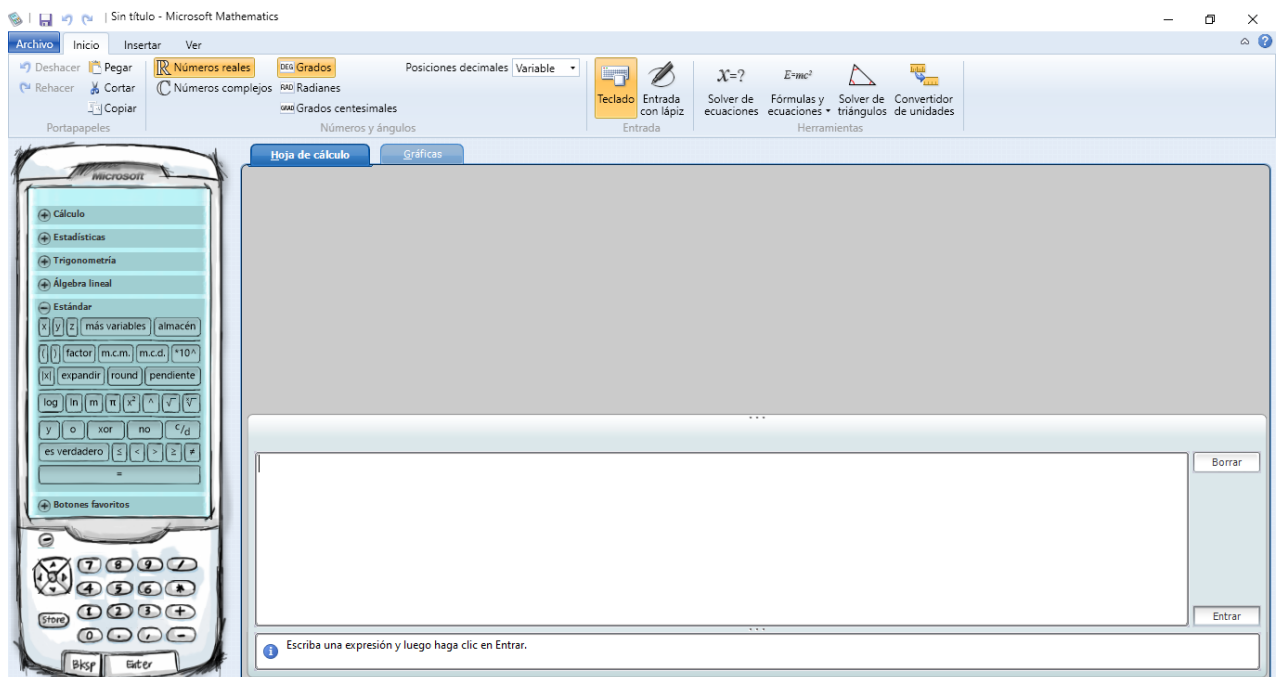 Sin título - Microsoft Mathematics
Archivo Inicio Insertar Ver
Deshacer Pegar Números reales DEG Grados Posiciones decimales Variable
Rehacer Cortar Números complejos RAD Radianes
Copiar GRAD Grados centesimales
Teclado Entrada con lápiz
X=? E=mc²
Solver de ecuaciones Fórmulas y ecuaciones Solver de triángulos Convertidor de unidades
Portapapeles Números y ángulos Entrada Herramientas
Hoja de cálculo Gráficas
Microsoft
Cálculo
Estadísticas
Trigonometría
Álgebra lineal
Estándar
x y z más variables almacén
( ) factor m.c.m. m.c.d. *10^
|x| expandir round pendiente
log ln m π x² ^ √ ∛
y o xor no c/d
es verdadero ≤ < > ≥ ≠
=
Botones favoritos
7 8 9 /
4 5 6 *
Store 1 2 3 +
0 . , -
Bksp Enter
Borrar
Entrar
Escriba una expresión y luego haga clic en Entrar.